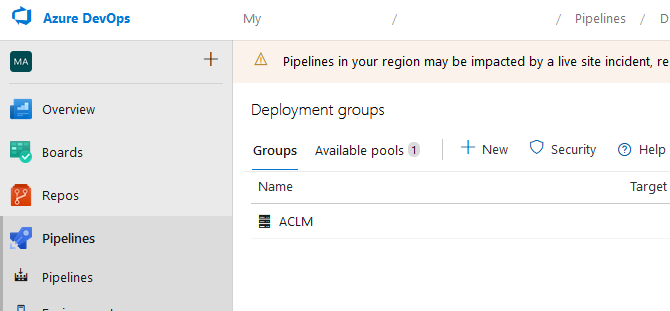 Azure DevOps
My / / Pipelines / D
MA +
Pipelines in your region may be impacted by a live site incident, re
Overview
Deployment groups
Boards
Groups Available pools 1 + New Security Help
Repos
Name Target
Pipelines
ACLM
Pipelines